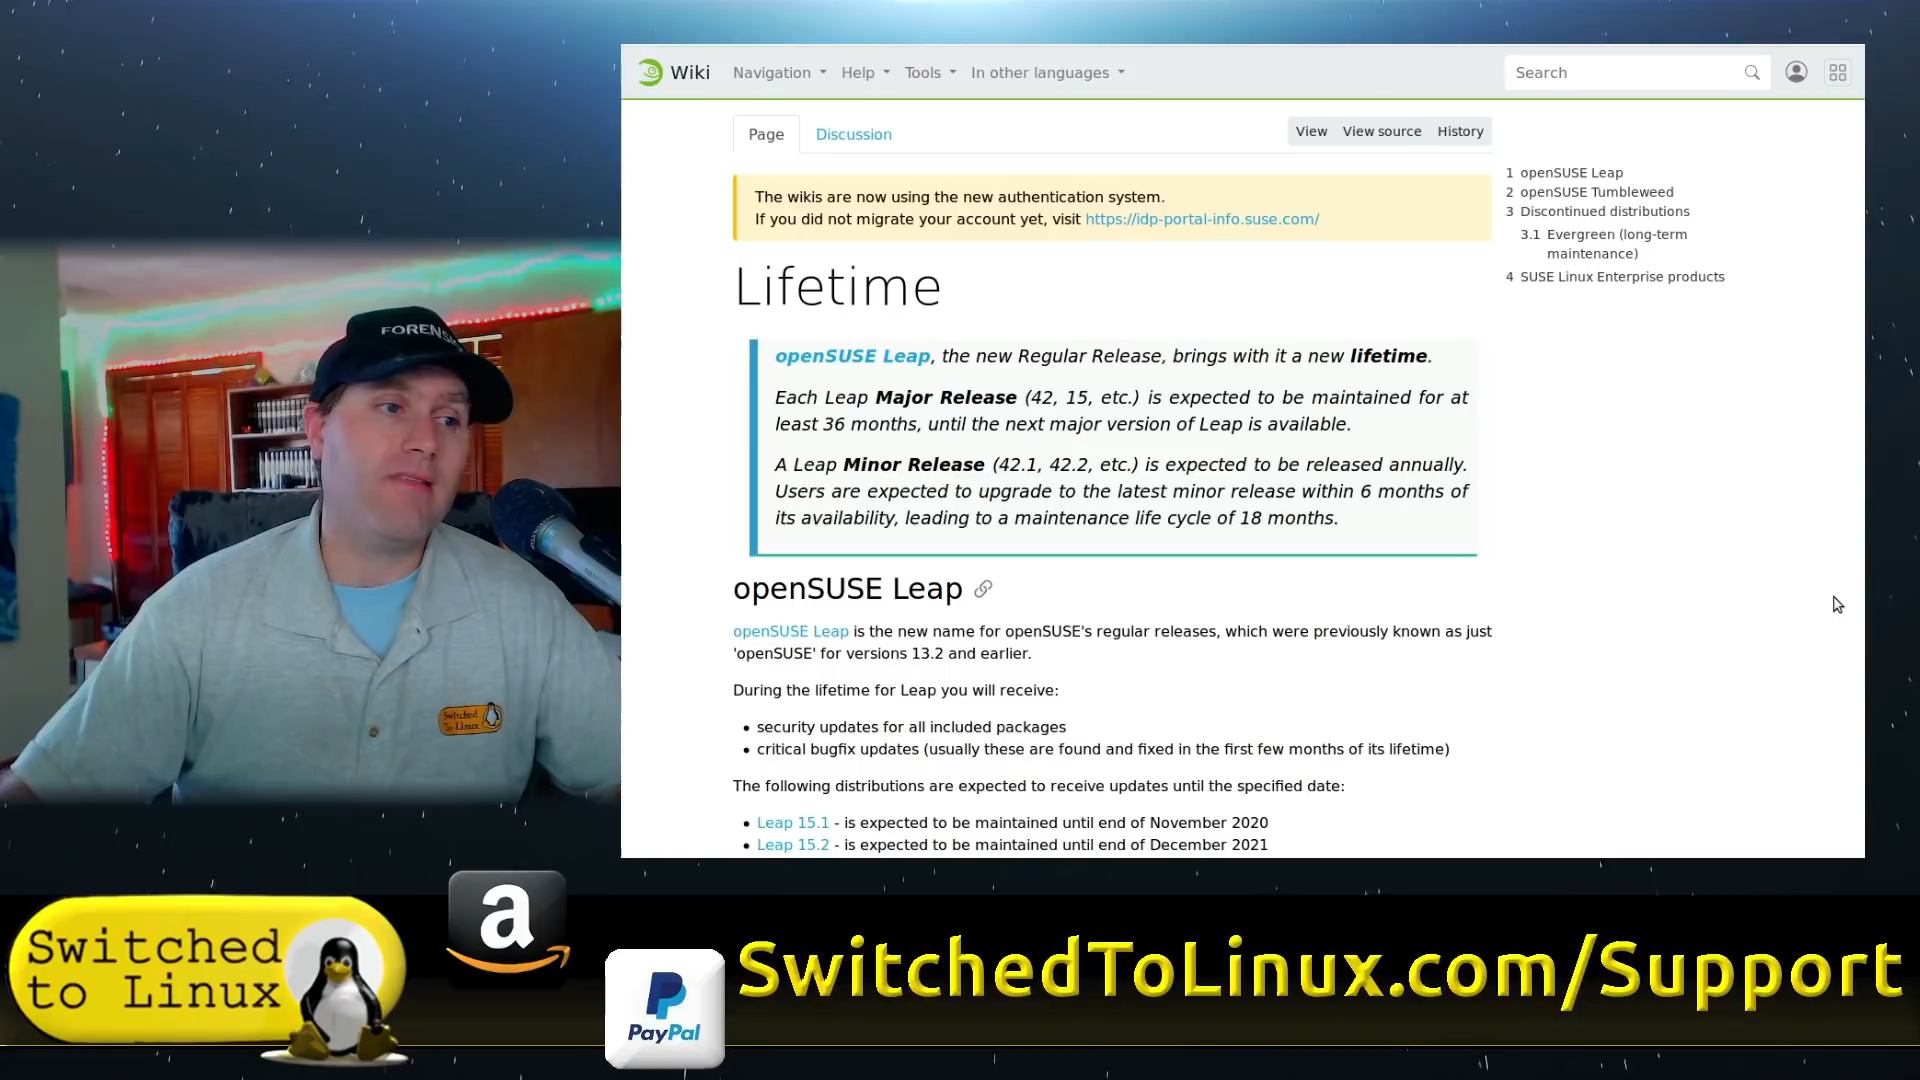 Wiki
Navigation
Help
Tools
In other languages
Search
Page
Discussion
View
View source
History
The wikis are now using the new authentication system.
If you did not migrate your account yet, visit https://idp-portal-info.suse.com/
1 openSUSE Leap
2 openSUSE Tumbleweed
3 Discontinued distributions
3.1 Evergreen (long-term
maintenance)
4 SUSE Linux Enterprise products
Lifetime
openSUSE Leap, the new Regular Release, brings with it a new lifetime.
Each Leap Major Release (42, 15, etc.) is expected to be maintained for at
least 36 months, until the next major version of Leap is available.
A Leap Minor Release (42.1, 42.2, etc.) is expected to be released annually.
Users are expected to upgrade to the latest minor release within 6 months of
its availability, leading to a maintenance life cycle of 18 months.
openSUSE Leap
openSUSE Leap is the new name for openSUSE's regular releases, which were previously known as just
'openSUSE' for versions 13.2 and earlier.
During the lifetime for Leap you will receive:
• security updates for all included packages
• critical bugfix updates (usually these are found and fixed in the first few months of its lifetime)
The following distributions are expected to receive updates until the specified date:
• Leap 15.1 - is expected to be maintained until end of November 2020
• Leap 15.2 - is expected to be maintained until end of December 2021
Switched
To Linux
Switched
to Linux
a
PayPal
SwitchedToLinux.com/Support